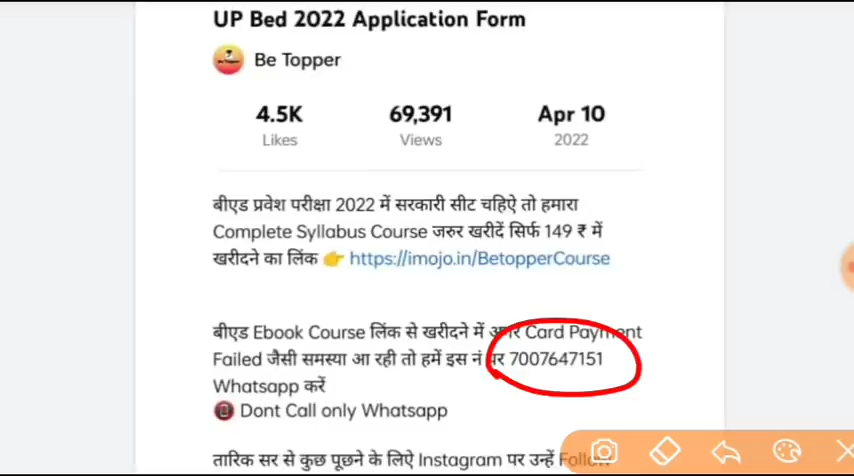 UP Bed 2022 Application Form
Be Topper
4.5K 69,391 Apr 10
Likes Views 2022
बीएड प्रवेश परीक्षा 2022 में सरकारी सीट चहिऐ तो हमारा
Complete Syllabus Course जरुर खरीदें सिर्फ 149 ₹ में
खरीदने का लिंक 👉 https://imojo.in/BetopperCourse
बीएड Ebook Course लिंक से खरीदने में अगर Card Payment
Failed जैसी समस्या आ रही तो हमें इस नं पर 7007647151
Whatsapp करें
📵 Dont Call only Whatsapp
तारिक सर से कुछ पूछने के लिऐ Instagram पर उन्हें Follow